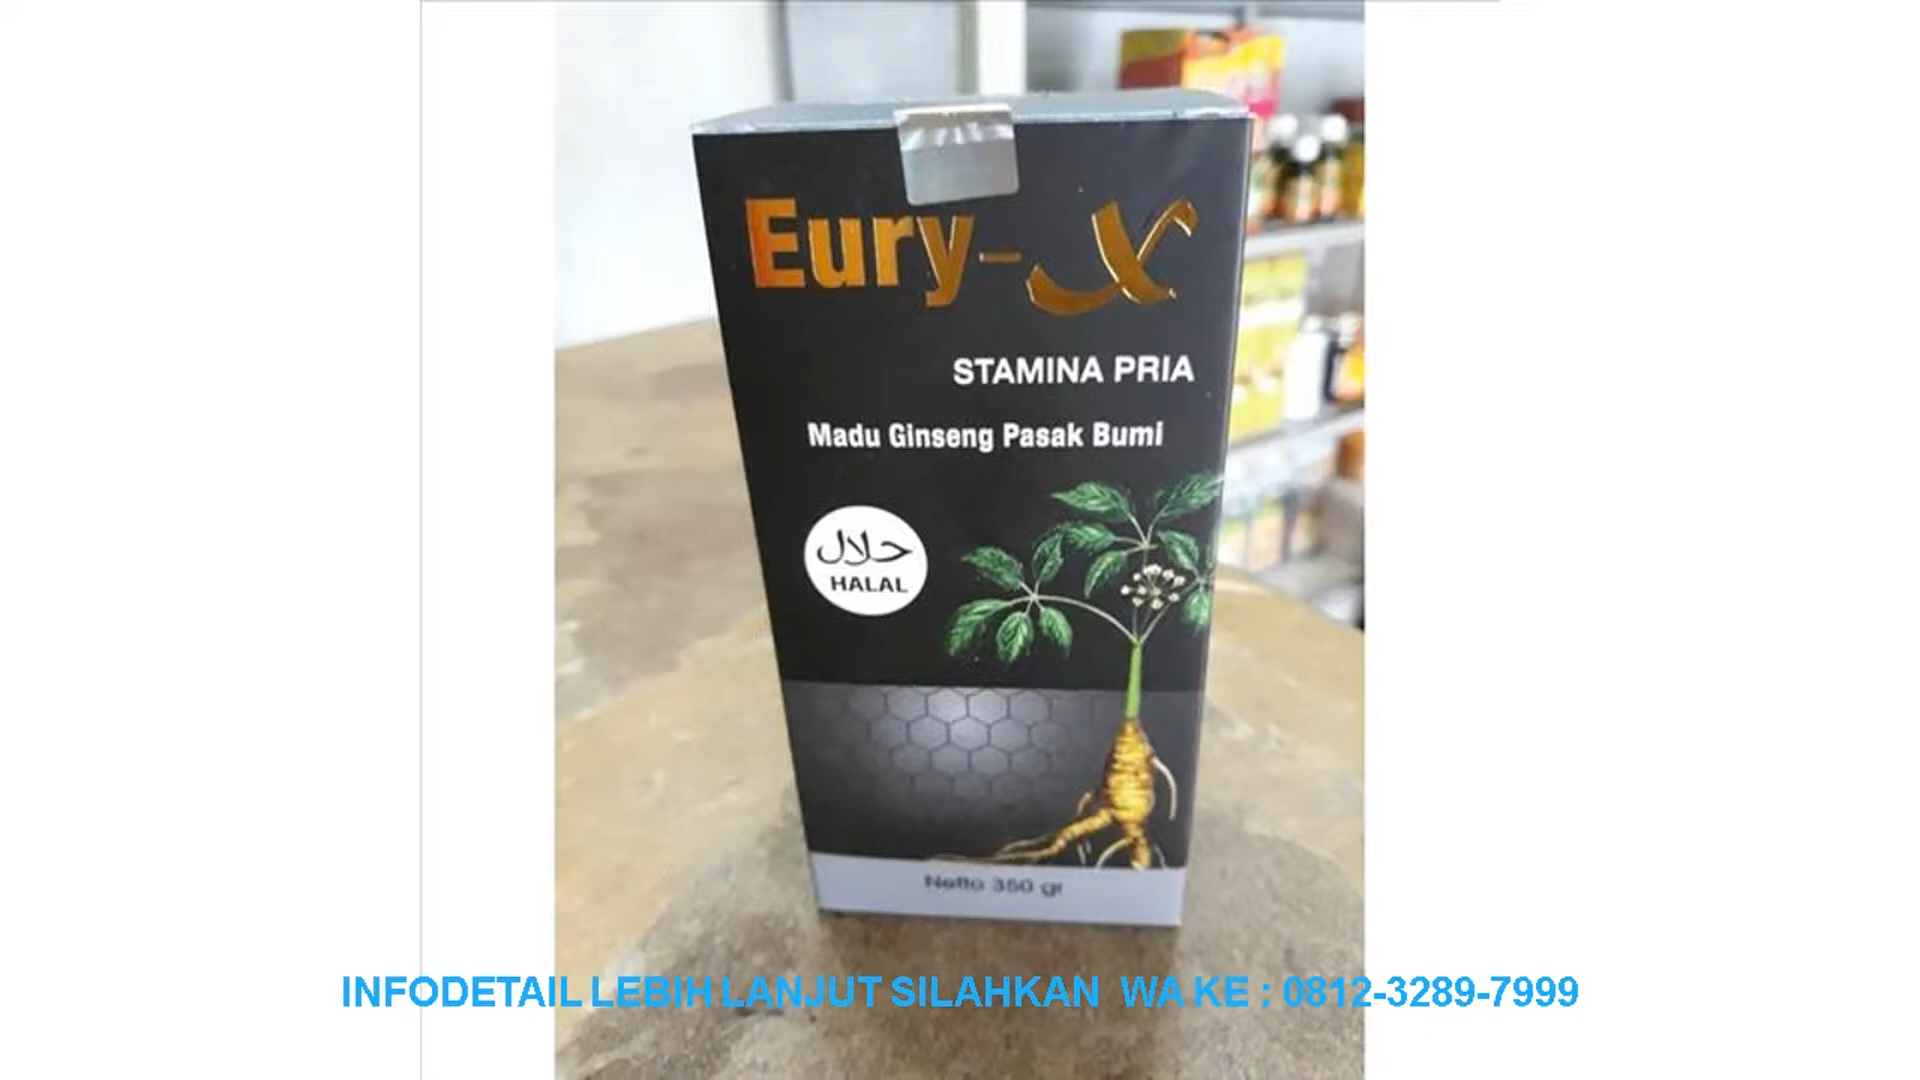 Eury-X
STAMINA PRIA
Madu Ginseng Pasak Bumi
حلال
HALAL
Netto 350 gr
INFODETAIL LEBIH LANJUT SILAHKAN WA KE : 0812-3289-7999